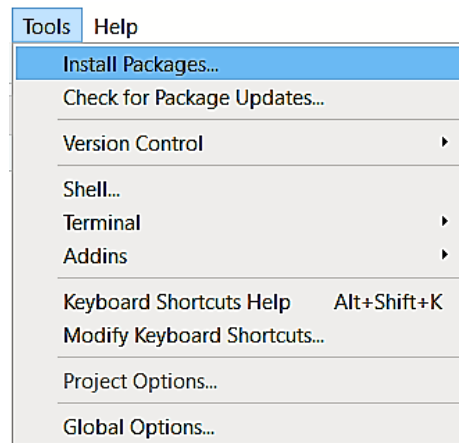 Tools Help
Install Packages...
Check for Package Updates...
Version Control
Shell...
Terminal
Addins
Keyboard Shortcuts Help Alt+Shift+K
Modify Keyboard Shortcuts...
Project Options...
Global Options...